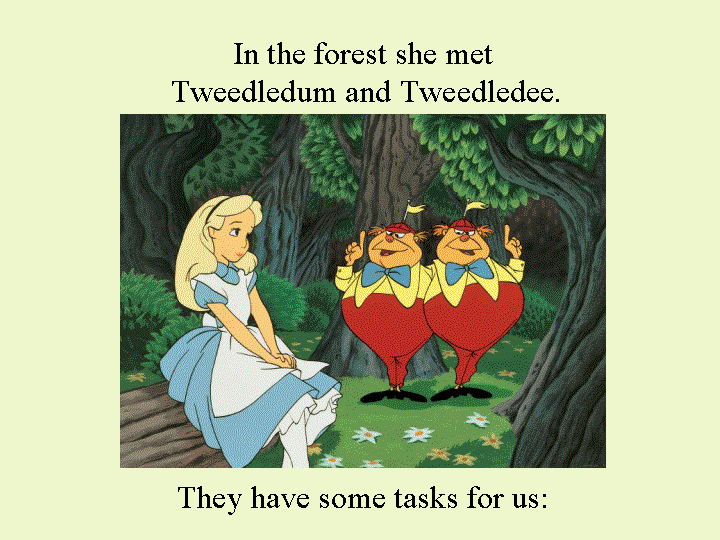 In the forest she met
Tweedledum and Tweedledee.
They have some tasks for us: